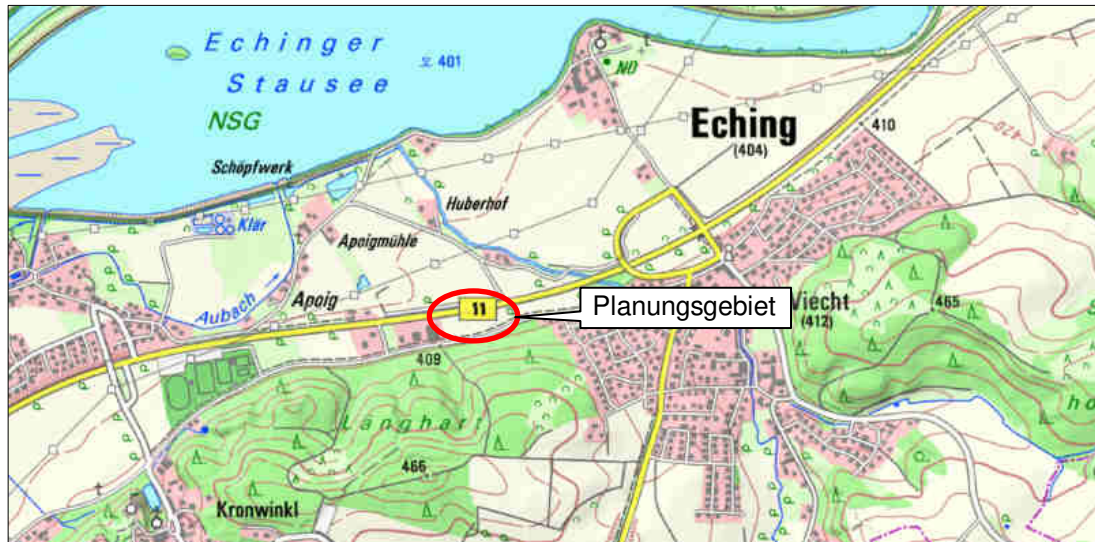 Echinger
Stausee
NSG
401
ND
Eching
(404)
410
420
Schöpfwerk
Klär
Huberhof
Apoigmühle
Aubach
Apoig
11
Planungsgebiet
Viecht
(412)
465
409
Langhart
466
Kronwinkl